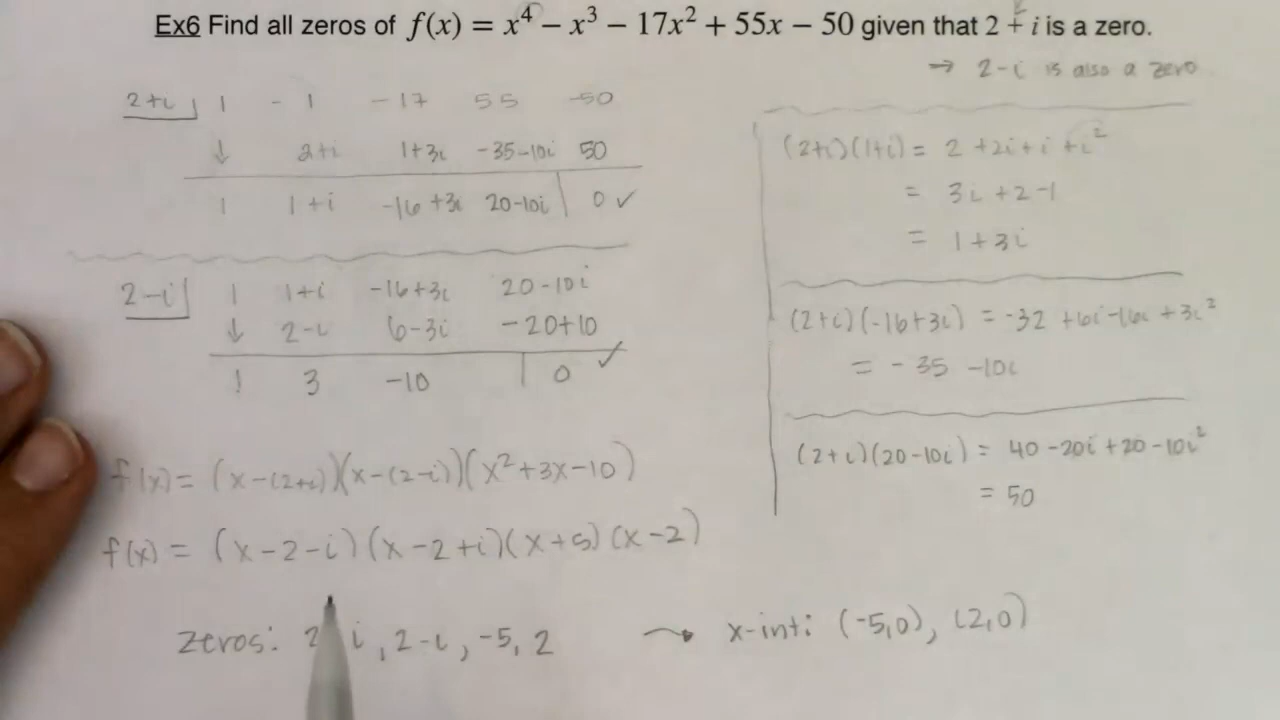 Ex6 Find all zeros of f(x) = x⁴ − x³ − 17x² + 55x − 50 given that 2 + i is a zero.
→ 2-i is also a zero
2+i | 1 -1 -17 55 -50
↓ 2+i 1+3i -35-10i 50
1 1+i -16+3i 20-10i | 0 ✓
2-i | 1 1+i -16+3i 20-10i
↓ 2-i 6-3i -20+10
1 3 -10 | 0 ✓
f(x) = (x-(2+i))(x-(2-i))(x²+3x-10)
f(x) = (x-2-i)(x-2+i)(x+5)(x-2)
zeros: 2 i, 2-i, -5, 2 → x-int: (-5,0), (2,0)
(2+i)(1+i) = 2+2i+i+i²
= 3i+2-1
= 1+3i
(2+i)(-16+3i) = -32+6i-16i+3i²
= -35-10i
(2+i)(20-10i) = 40-20i+20-10i²
= 50